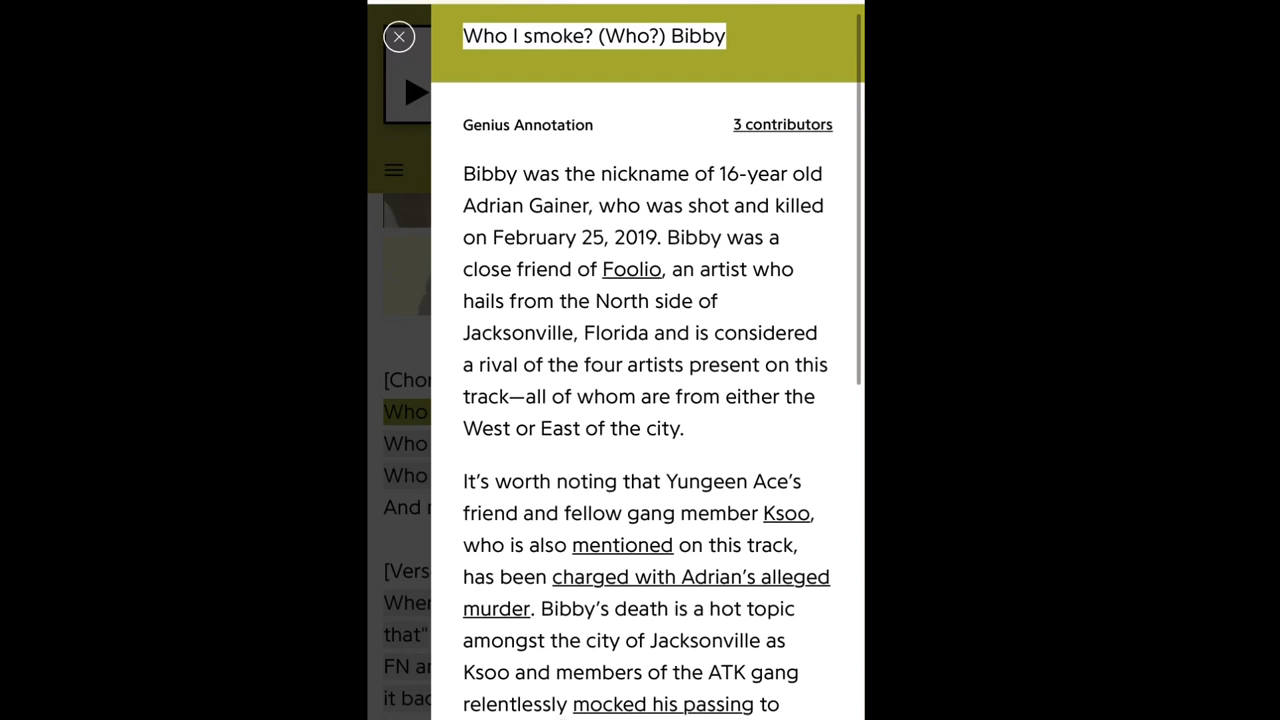 Who I smoke? (Who?) Bibby
Genius Annotation
3 contributors
Bibby was the nickname of 16-year old
Adrian Gainer, who was shot and killed
on February 25, 2019. Bibby was a
close friend of Foolio, an artist who
hails from the North side of
Jacksonville, Florida and is considered
a rival of the four artists present on this
track—all of whom are from either the
West or East of the city.
It’s worth noting that Yungeen Ace’s
friend and fellow gang member Ksoo,
who is also mentioned on this track,
has been charged with Adrian’s alleged
murder. Bibby’s death is a hot topic
amongst the city of Jacksonville as
Ksoo and members of the ATK gang
relentlessly mocked his passing to
[Chor
Who
Who
Who
And
[Vers
When
that"
FN
it